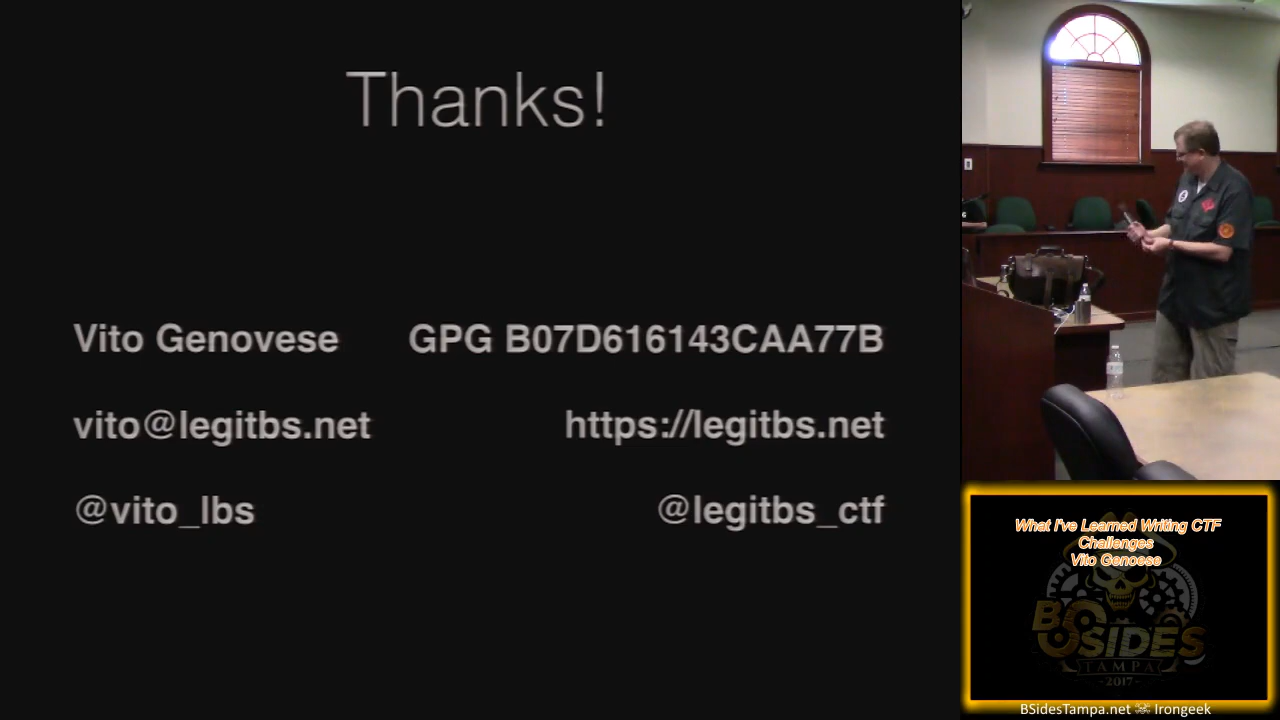 Thanks!
Vito Genovese
GPG B07D616143CAA77B
vito@legitbs.net
https://legitbs.net
@vito_lbs
@legitbs_ctf
What I've Learned Writing CTF
Challenges
Vito Genoese
BSIDES
TAMPA
-2017-
BSidesTampa.net Irongeek